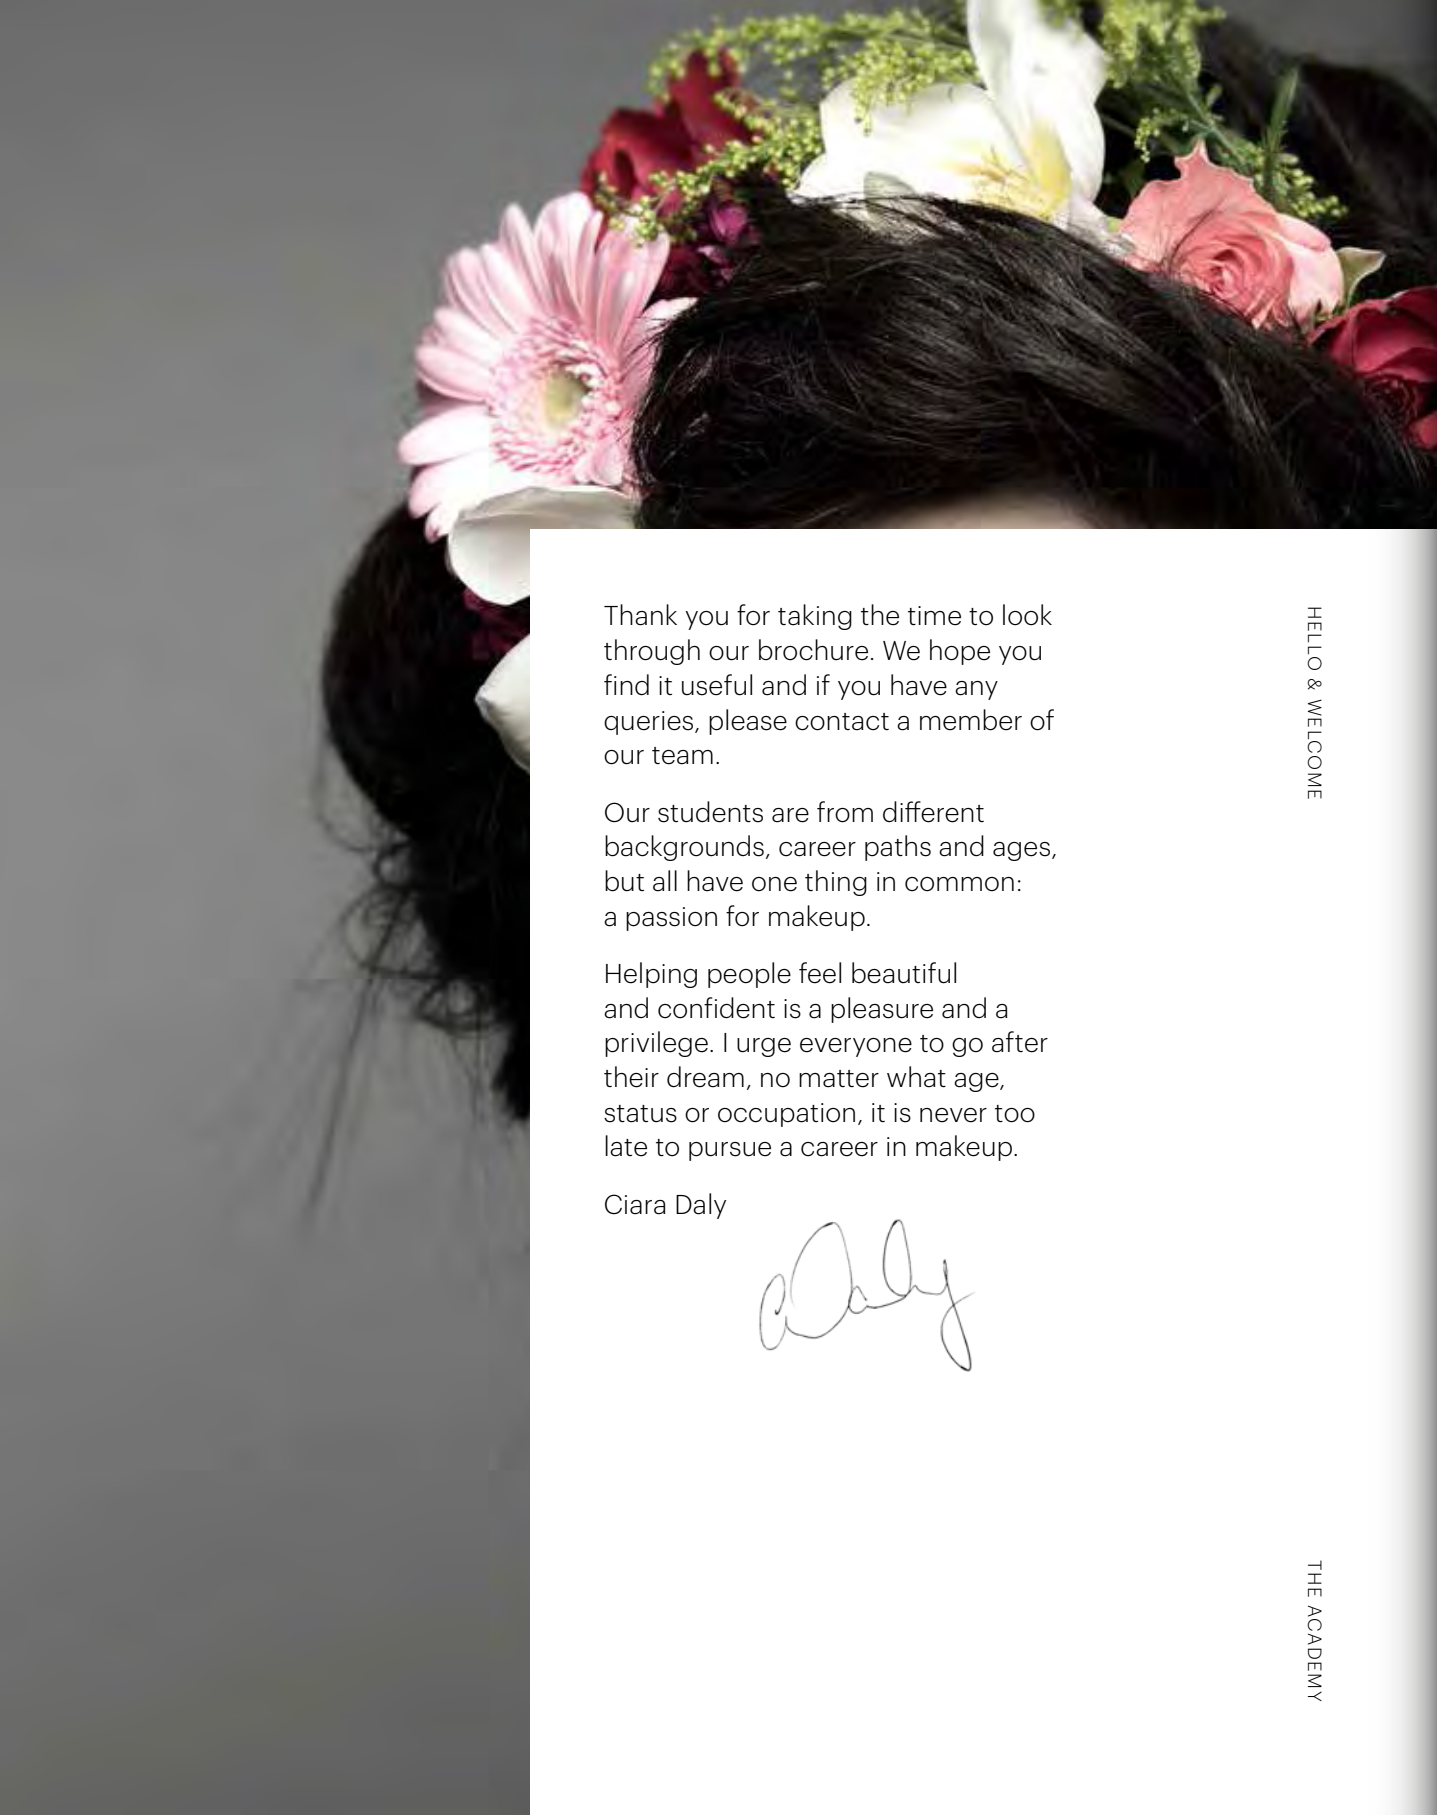 Thank you for taking the time to look
through our brochure. We hope you
find it useful and if you have any
queries, please contact a member of
our team.
Our students are from different
backgrounds, career paths and ages,
but all have one thing in common:
a passion for makeup.
Helping people feel beautiful
and confident is a pleasure and a
privilege. I urge everyone to go after
their dream, no matter what age,
status or occupation, it is never too
late to pursue a career in makeup.
Ciara Daly
CDaly
HELLO & WELCOME
THE ACADEMY